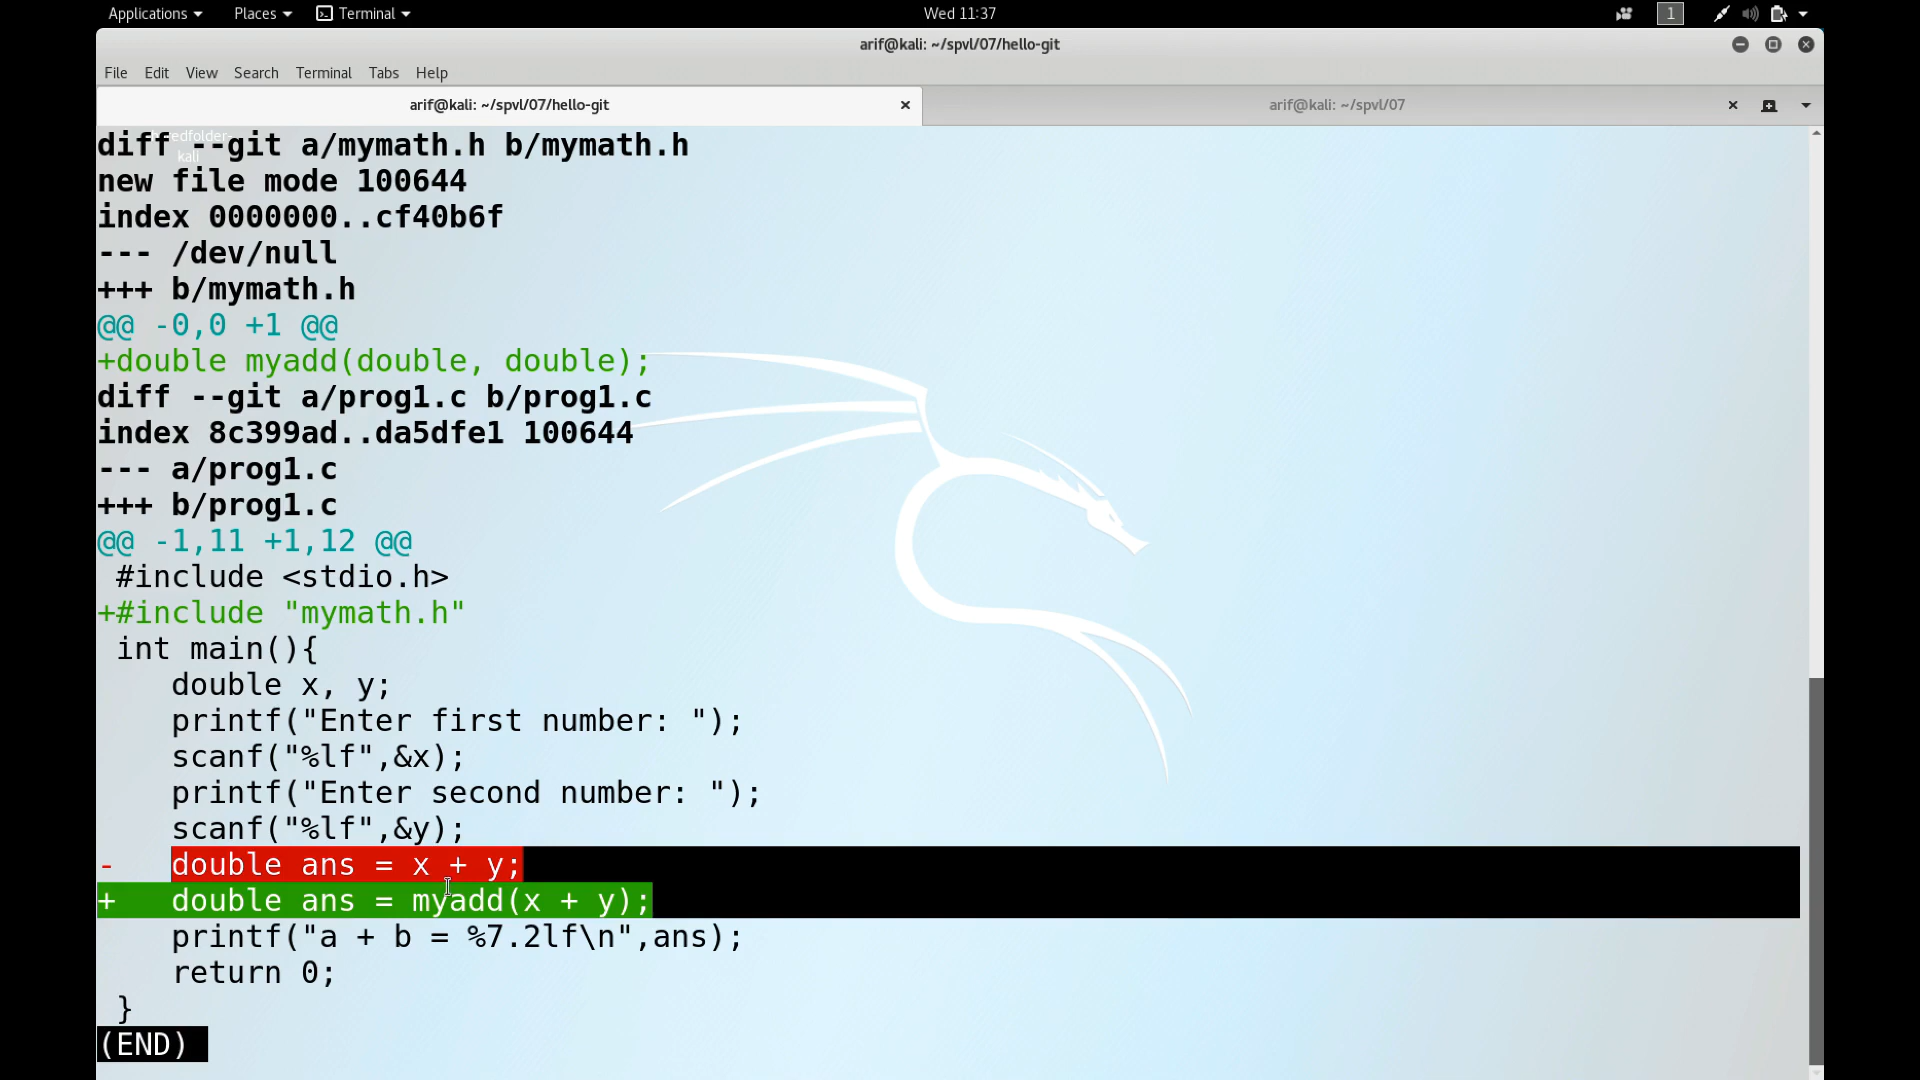 Applications Places Terminal Wed 11:37 1
arif@kali: ~/spvl/07/hello-git
File Edit View Search Terminal Tabs Help
arif@kali: ~/spvl/07/hello-git arif@kali: ~/spvl/07
edfolder-
kali
diff --git a/mymath.h b/mymath.h
new file mode 100644
index 0000000..cf40b6f
--- /dev/null
+++ b/mymath.h
@@ -0,0 +1 @@
+double myadd(double, double);
diff --git a/prog1.c b/prog1.c
index 8c399ad..da5dfe1 100644
--- a/prog1.c
+++ b/prog1.c
@@ -1,11 +1,12 @@
 #include <stdio.h>
+#include "mymath.h"
 int main(){
    double x, y;
    printf("Enter first number: ");
    scanf("%lf",&x);
    printf("Enter second number: ");
    scanf("%lf",&y);
-   double ans = x + y;
+   double ans = myadd(x + y);
    printf("a + b = %7.2lf\n",ans);
    return 0;
 }
(END)